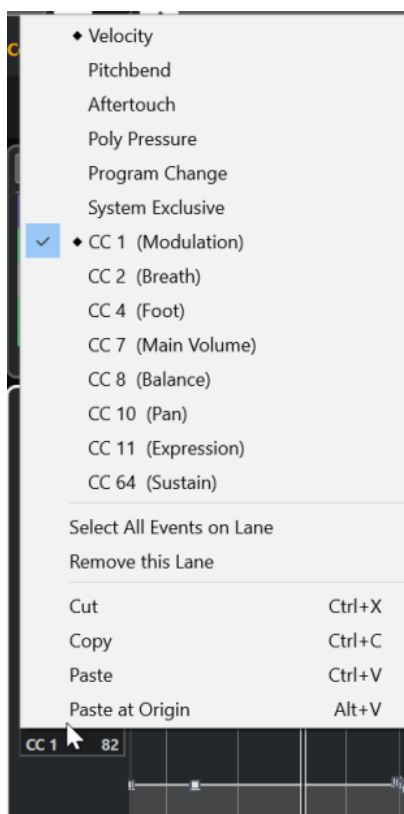 Velocity
Pitchbend
Aftertouch
Poly Pressure
Program Change
System Exclusive
CC 1 (Modulation)
CC 2 (Breath)
CC 4 (Foot)
CC 7 (Main Volume)
CC 8 (Balance)
CC 10 (Pan)
CC 11 (Expression)
CC 64 (Sustain)
Select All Events on Lane
Remove this Lane
Cut Ctrl+X
Copy Ctrl+C
Paste Ctrl+V
Paste at Origin Alt+V
CC 1 82